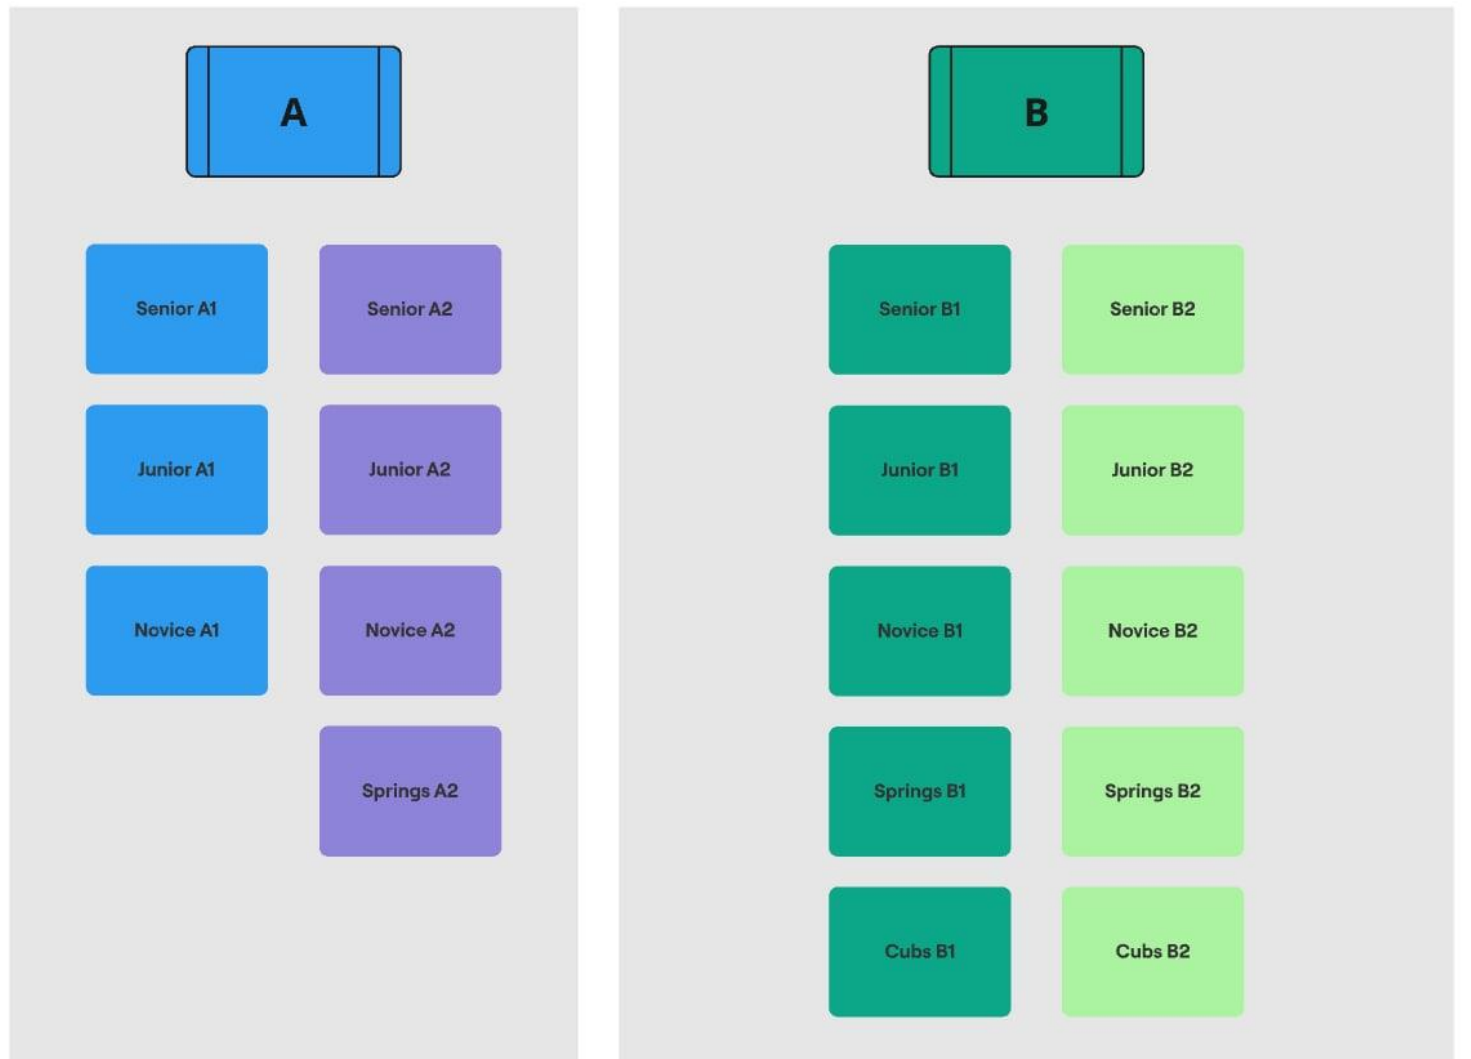 A
Senior A1
Senior A2
Junior A1
Junior A2
Novice A1
Novice A2
Springs A2
B
Senior B1
Senior B2
Junior B1
Junior B2
Novice B1
Novice B2
Springs B1
Springs B2
Cubs B1
Cubs B2